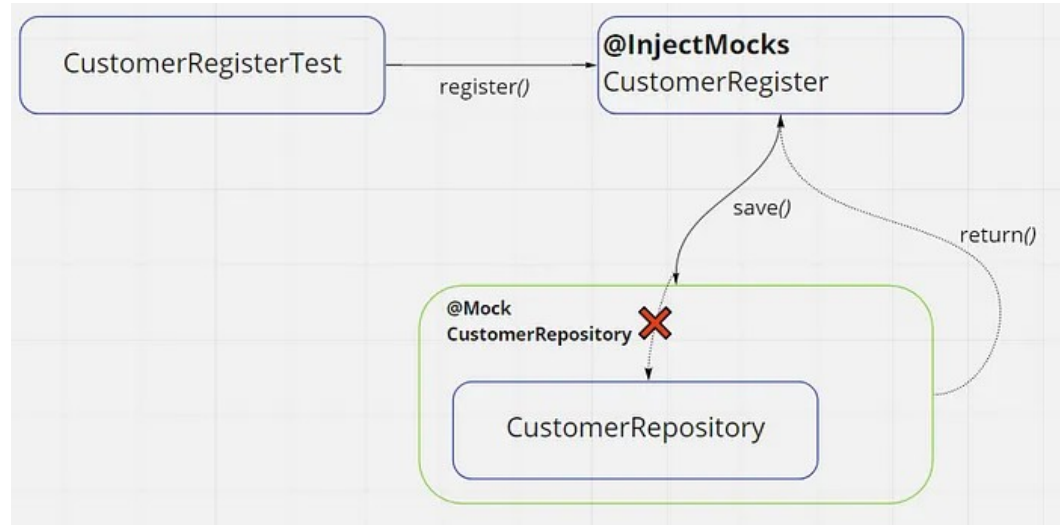 CustomerRegisterTest
register()
@InjectMocks
CustomerRegister
save()
return()
@Mock
CustomerRepository
CustomerRepository